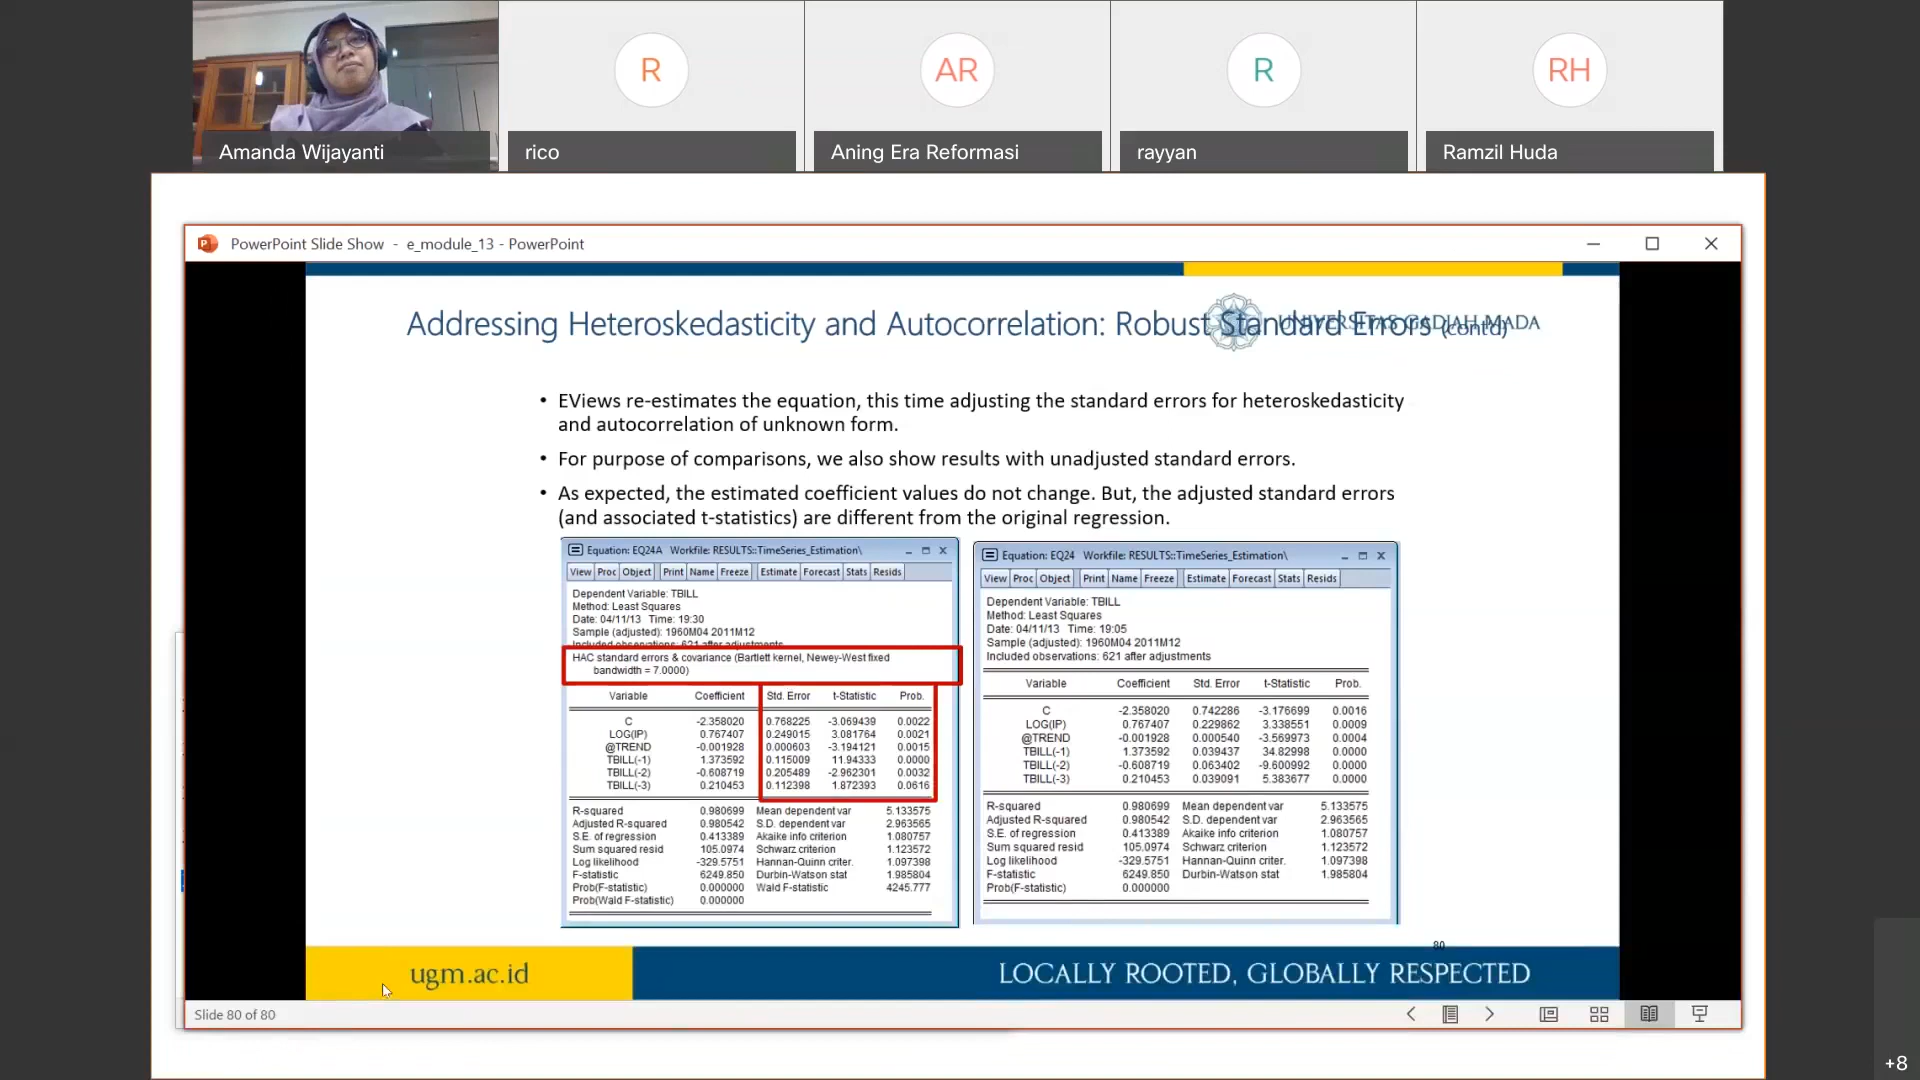 R
AR
R
RH
Amanda Wijayanti
rico
Aning Era Reformasi
rayyan
Ramzil Huda
PowerPoint Slide Show - e_module_13 - PowerPoint
Addressing Heteroskedasticity and Autocorrelation: Robust Standard Errors (contd)
UNIVERSITAS GADJAH MADA
• EViews re-estimates the equation, this time adjusting the standard errors for heteroskedasticity
and autocorrelation of unknown form.
• For purpose of comparisons, we also show results with unadjusted standard errors.
• As expected, the estimated coefficient values do not change. But, the adjusted standard errors
(and associated t-statistics) are different from the original regression.
Equation: EQ24A Workfile: RESULTS::TimeSeries_Estimation\
View Proc Object Print Name Freeze Estimate Forecast Stats Resids
Dependent Variable: TBILL
Method: Least Squares
Date: 04/11/13 Time: 19:30
Sample (adjusted): 1960M04 2011M12
Included observations: 621 after adjustments
HAC standard errors & covariance (Bartlett kernel, Newey-West fixed
bandwidth = 7.0000)
Variable Coefficient Std. Error t-Statistic Prob.
C -2.358020 0.768225 -3.069439 0.0022
LOG(IP) 0.767407 0.249015 3.081764 0.0021
@TREND -0.001928 0.000603 -3.194121 0.0015
TBILL(-1) 1.373592 0.115009 11.94333 0.0000
TBILL(-2) -0.608719 0.205489 -2.962301 0.0032
TBILL(-3) 0.210453 0.112398 1.872393 0.0616
R-squared 0.980699 Mean dependent var 5.133575
Adjusted R-squared 0.980542 S.D. dependent var 2.963565
S.E. of regression 0.413389 Akaike info criterion 1.080757
Sum squared resid 105.0974 Schwarz criterion 1.123572
Log likelihood -329.5751 Hannan-Quinn criter. 1.097398
F-statistic 6249.850 Durbin-Watson stat 1.985804
Prob(F-statistic) 0.000000 Wald F-statistic 4245.777
Prob(Wald F-statistic) 0.000000
Equation: EQ24 Workfile: RESULTS::TimeSeries_Estimation\
View Proc Object Print Name Freeze Estimate Forecast Stats Resids
Dependent Variable: TBILL
Method: Least Squares
Date: 04/11/13 Time: 19:05
Sample (adjusted): 1960M04 2011M12
Included observations: 621 after adjustments
Variable Coefficient Std. Error t-Statistic Prob.
C -2.358020 0.742286 -3.176699 0.0016
LOG(IP) 0.767407 0.229862 3.338551 0.0009
@TREND -0.001928 0.000540 -3.569973 0.0004
TBILL(-1) 1.373592 0.039437 34.82998 0.0000
TBILL(-2) -0.608719 0.063402 -9.600992 0.0000
TBILL(-3) 0.210453 0.039091 5.383677 0.0000
R-squared 0.980699 Mean dependent var 5.133575
Adjusted R-squared 0.980542 S.D. dependent var 2.963565
S.E. of regression 0.413389 Akaike info criterion 1.080757
Sum squared resid 105.0974 Schwarz criterion 1.123572
Log likelihood -329.5751 Hannan-Quinn criter. 1.097398
F-statistic 6249.850 Durbin-Watson stat 1.985804
Prob(F-statistic) 0.000000
80
ugm.ac.id
LOCALLY ROOTED, GLOBALLY RESPECTED
Slide 80 of 80
+8